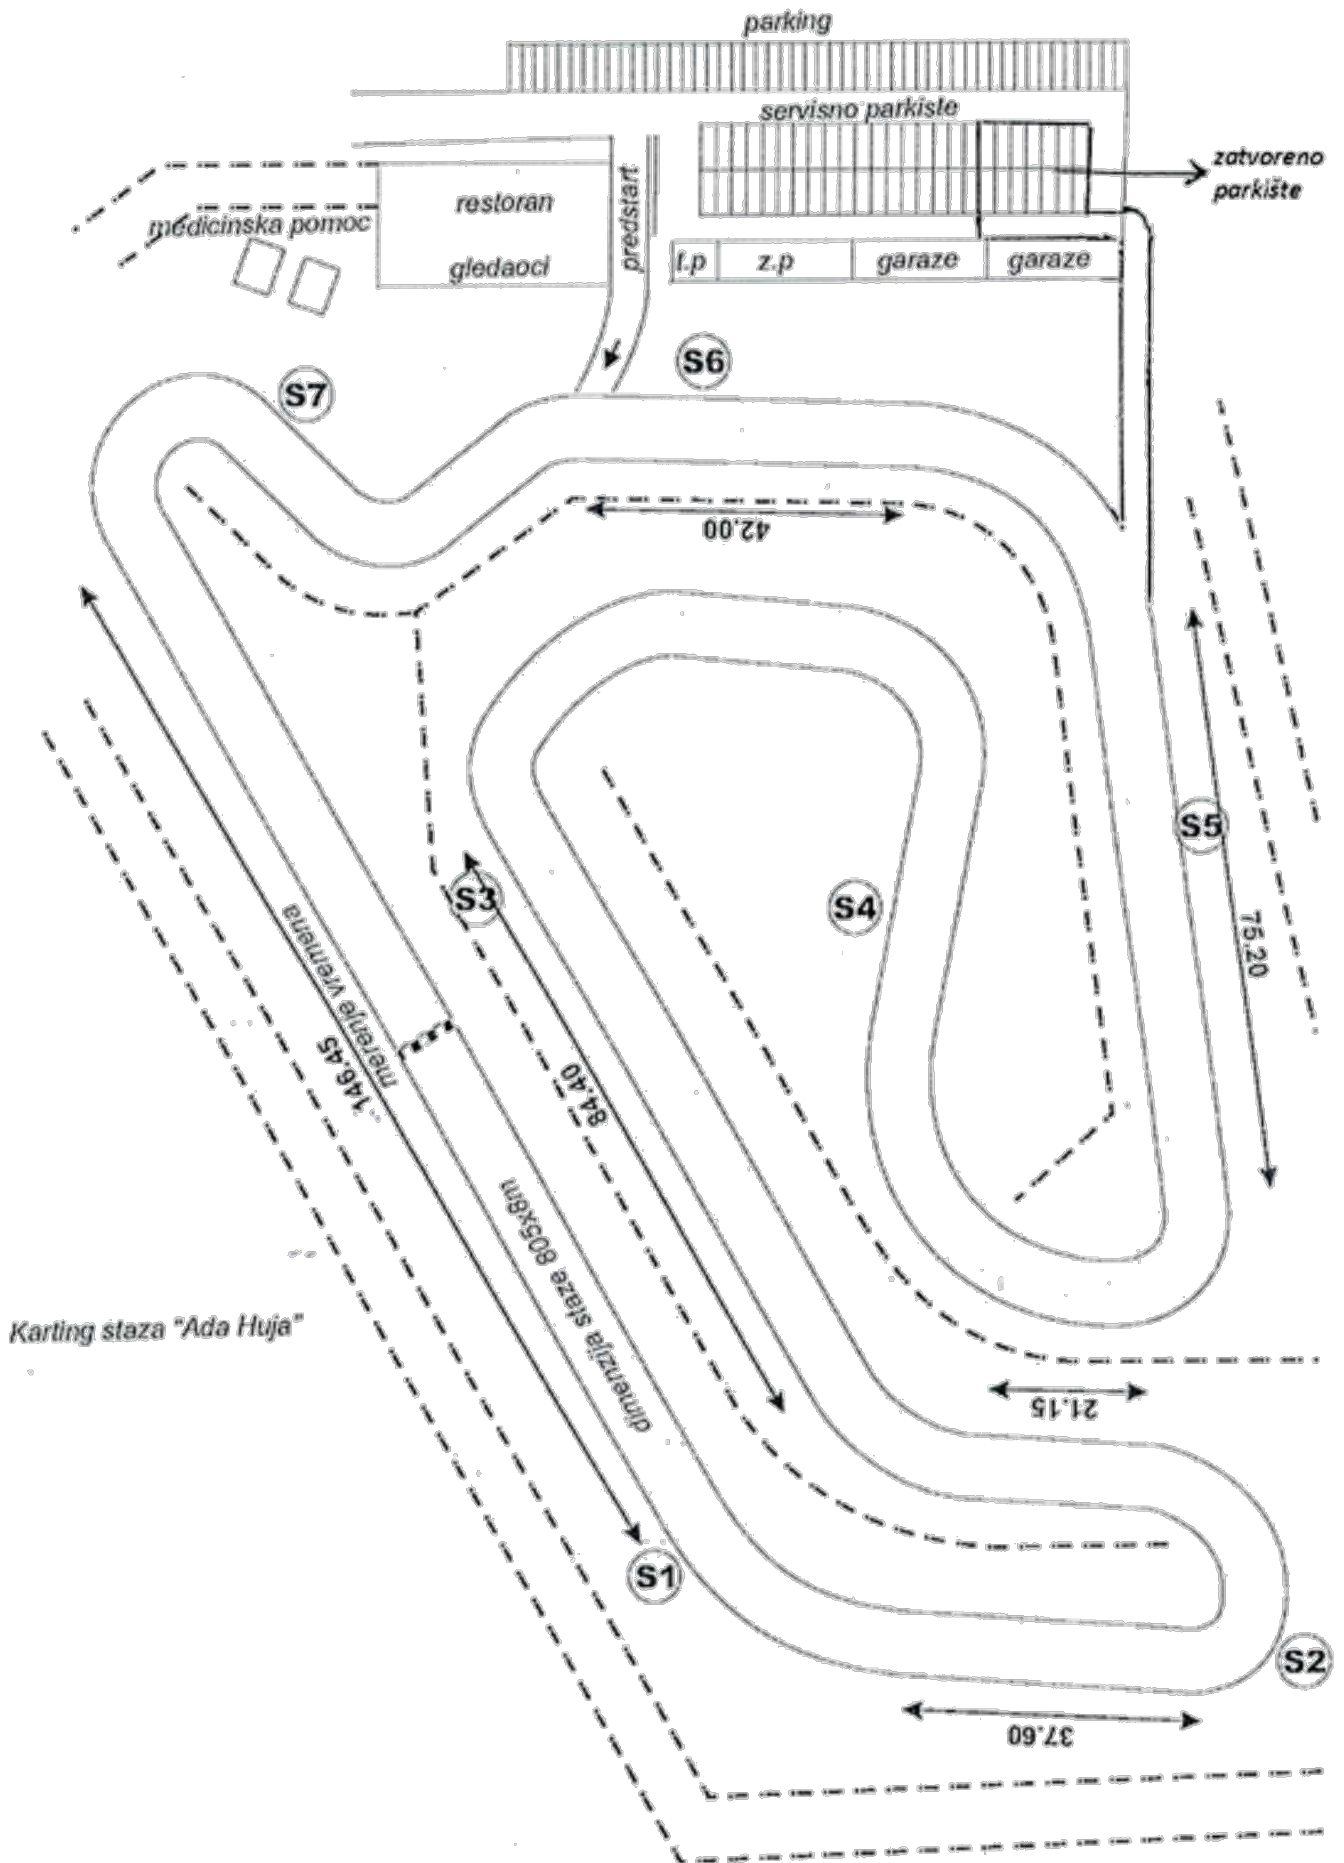 parking
servisno parkiste
zatvoreno
parkište
restoran
predstart
medicinska pomoc
gledaoci
t.p
z.p
garaze
garaze
S6
S7
42.00
S5
S3
S4
75.20
merenje vremena
146.45
84.40
dimenzija staze 805x8m
Karting staza "Ada Huja"
21.15
S1
S2
37.60